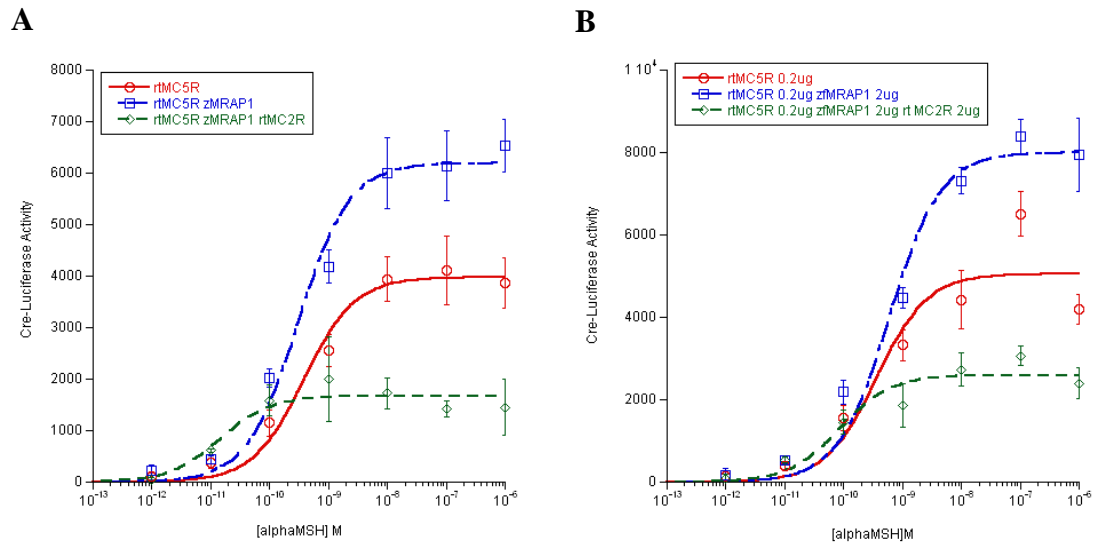 A
8000
7000
6000
5000
4000
3000
2000
1000
0
Cre-Luciferase Activity
rtMC5R
rtMC5R zMRAP1
rtMC5R zMRAP1 rtMC2R
10-13 10-12 10-11 10-10 10-9 10-8 10-7 10-6
[alphaMSH] M
B
1 104
8000
6000
4000
2000
0
Cre-Luciferase Activity
rtMC5R 0.2ug
rtMC5R 0.2ug zfMRAP1 2ug
rtMC5R 0.2ug zfMRAP1 2ug rt MC2R 2ug
10-13 10-12 10-11 10-10 10-9 10-8 10-7 10-6
[alphaMSH]M